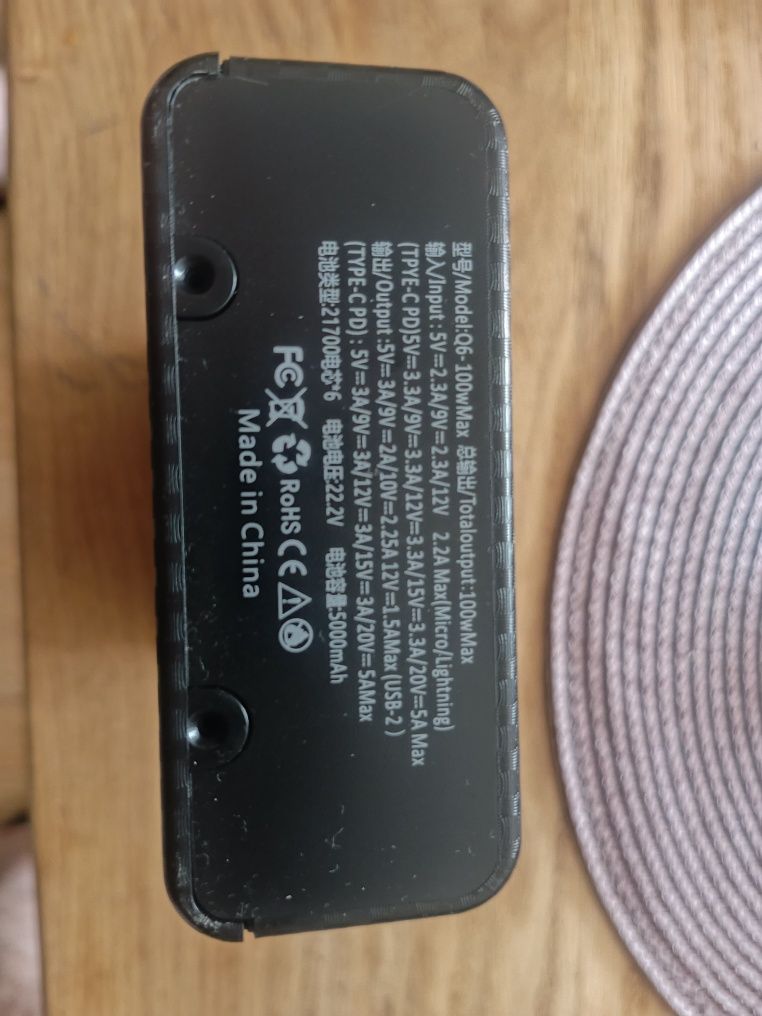 型号/Model:Q6-100wMax 总输出/Totaloutput:100wMax
输入/Input : 5V⎓2.3A/9V⎓2.3A/12V 2.2A Max(Micro/Lightning)
(TPYE-C PD)5V⎓3.3A/9V⎓3.3A/12V⎓3.3A/15V⎓3.3A/20V⎓5A Max
输出/Output :5V⎓3A/9V⎓2A/10V⎓2.25A 12V⎓1.5AMax (USB-2 )
(TYPE-C PD) : 5V⎓3A/9V⎓3A/12V⎓3A/15V⎓3A/20V⎓5AMax
电池类型:21700电芯*6 电池电压:22.2V 电池容量:5000mAh
FC RoHS CE
Made in China